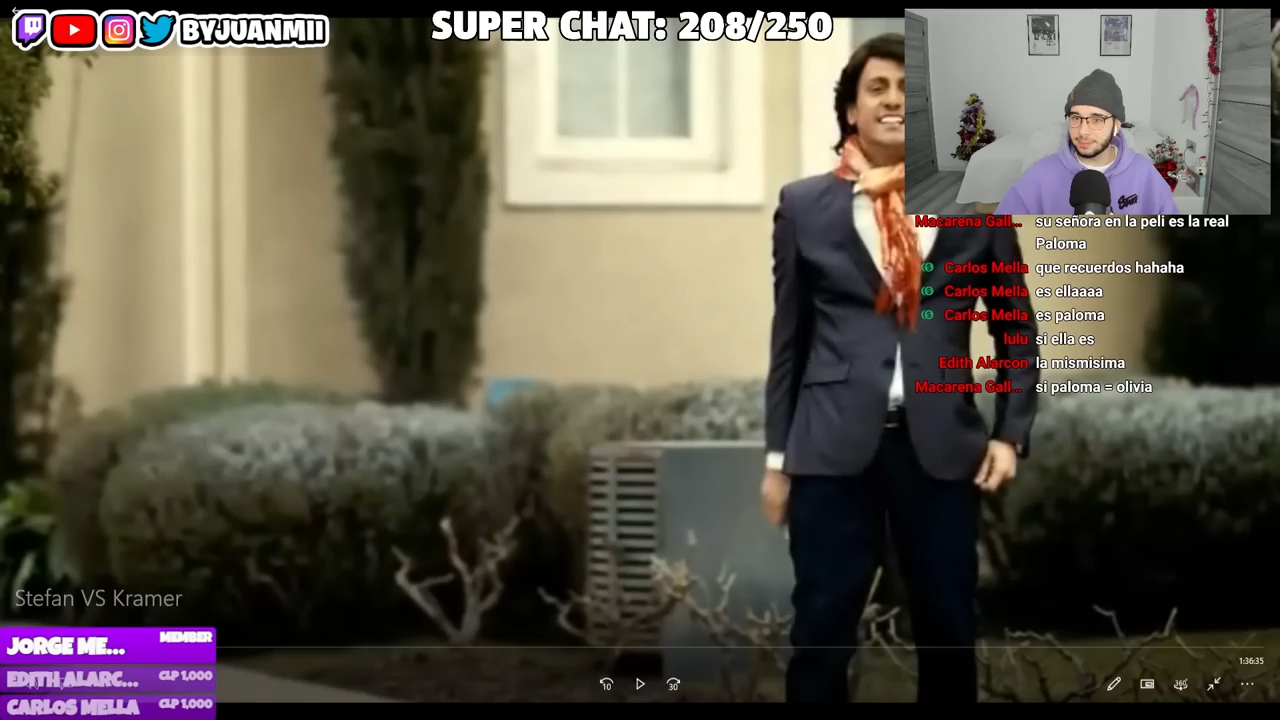 BYJUANMII
SUPER CHAT: 208/250
Macarena Gall... su señora en la peli es la real
Paloma
Carlos Mella que recuerdos hahaha
Carlos Mella es ellaaaa
Carlos Mella es paloma
lulu si ella es
Edith Alarcon la mismisima
Macarena Gall... si paloma = olivia
Stefan VS Kramer
JORGE ME... MEMBER
EDITH ALARC... CLP 1,000
CARLOS MELLA CLP 1,000
1:36:35
10
30
360